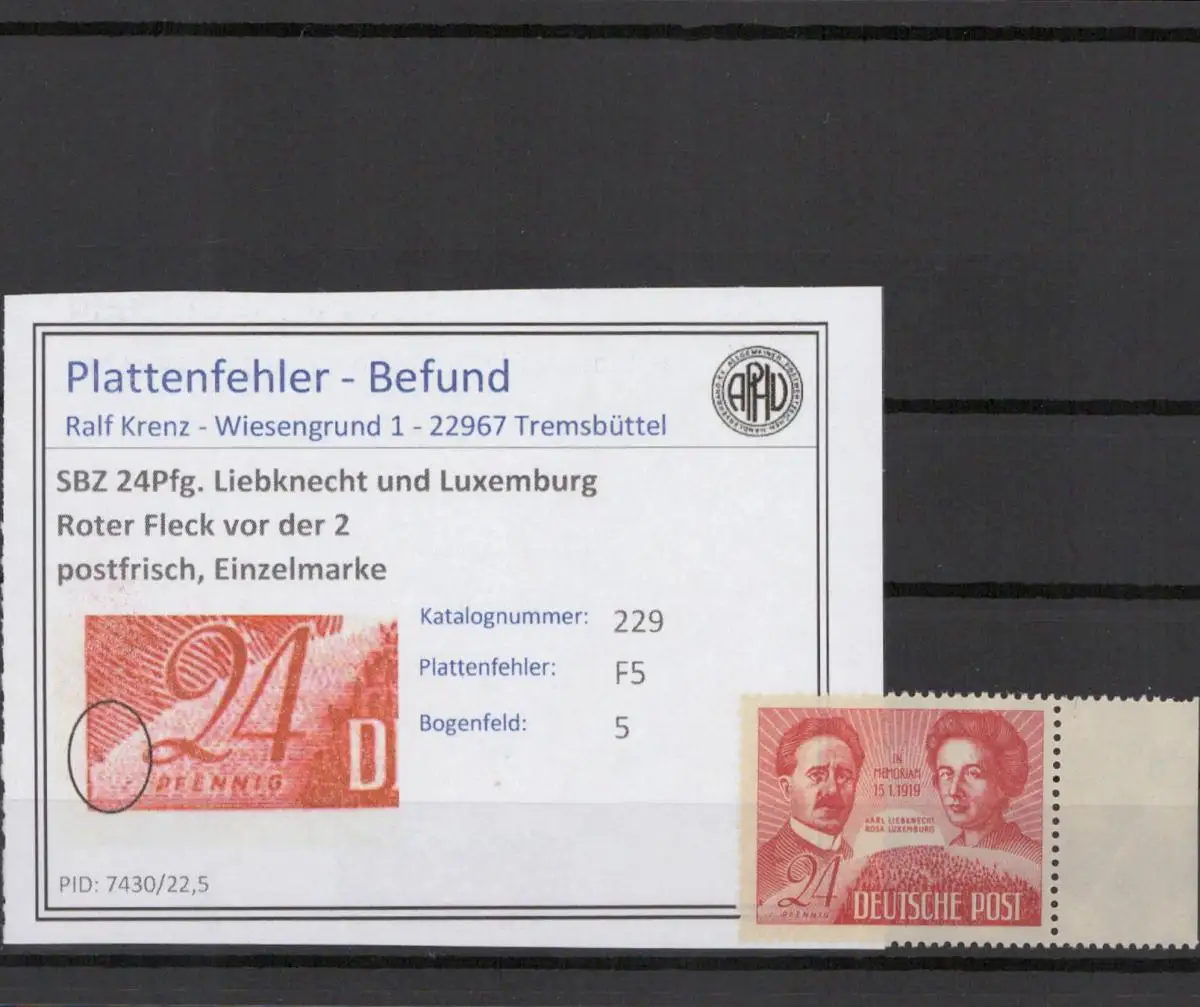 Plattenfehler - Befund
Ralf Krenz - Wiesengrund 1 - 22967 Tremsbüttel
APHV
SBZ 24Pfg. Liebknecht und Luxemburg
Roter Fleck vor der 2
postfrisch, Einzelmarke
24
PFENNIG
D
Katalognummer: 229
Plattenfehler: F5
Bogenfeld: 5
PID: 7430/22,5
IN
MEMORIAM
15.1.1919
KARL LIEBKNECHT
ROSA LUXEMBURG
24
PFENNIG
DEUTSCHE POST